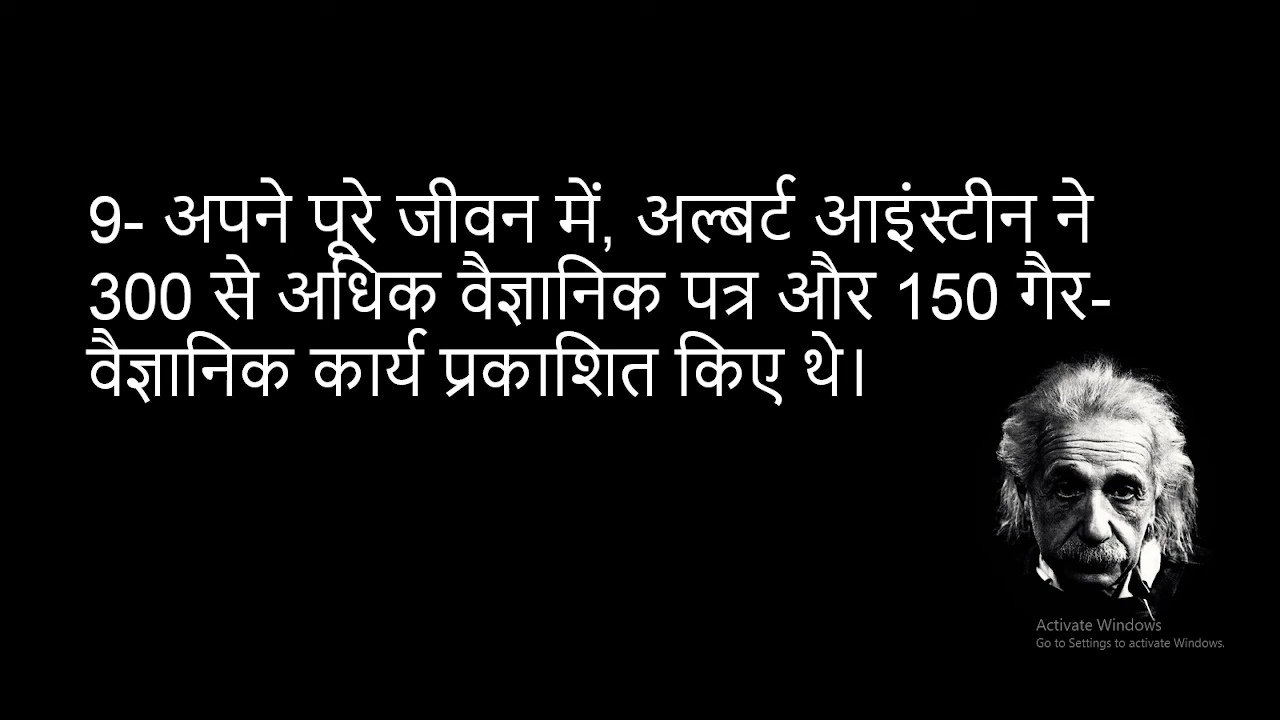 9- अपने पूरे जीवन में, अल्बर्ट आइंस्टीन ने
300 से अधिक वैज्ञानिक पत्र और 150 गैर-
वैज्ञानिक कार्य प्रकाशित किए थे।
Activate Windows
Go to Settings to activate Windows.